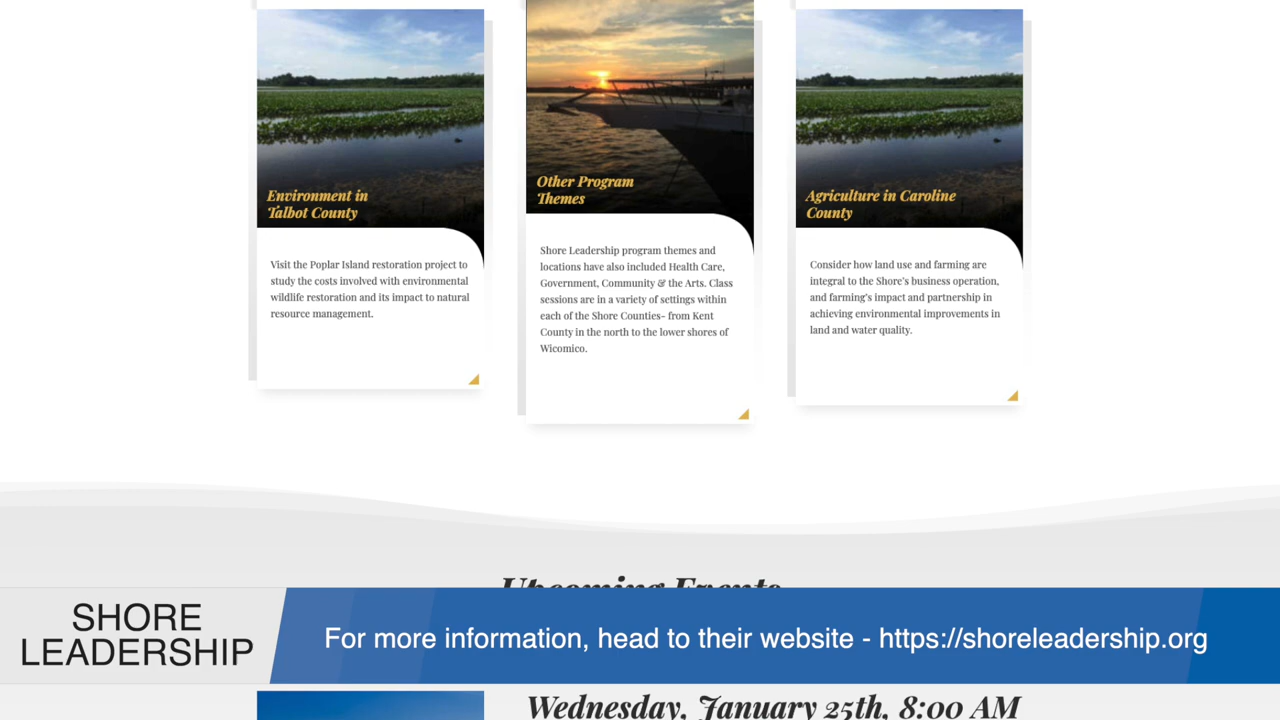 Environment in
Talbot County
Visit the Poplar Island restoration project to
study the costs involved with environmental
wildlife restoration and its impact to natural
resource management.
Other Program
Themes
Shore Leadership program themes and
locations have also included Health Care,
Government, Community & the Arts. Class
sessions are in a variety of settings within
each of the Shore Counties- from Kent
County in the north to the lower shores of
Wicomico.
Agriculture in Caroline
County
Consider how land use and farming are
integral to the Shore's business operation,
and farming's impact and partnership in
achieving environmental improvements in
land and water quality.
Upcoming Events
SHORE
LEADERSHIP
For more information, head to their website - https://shoreleadership.org
Wednesday, January 25th, 8:00 AM